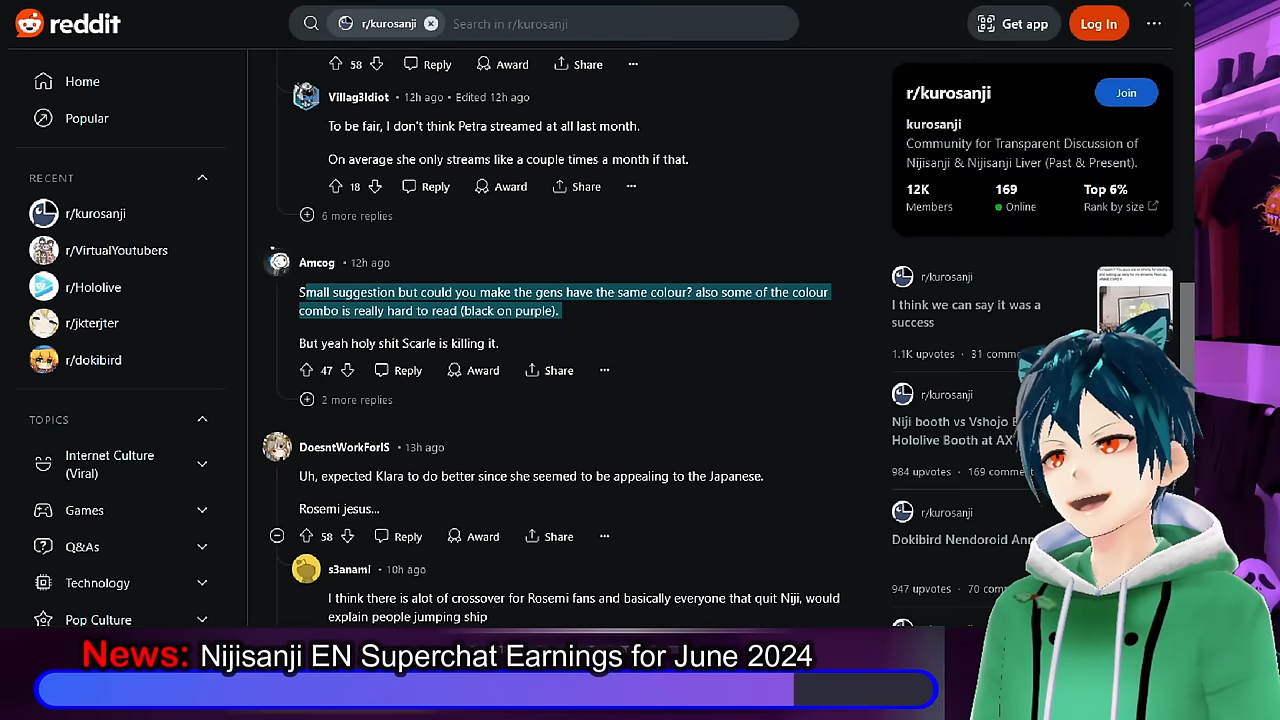 reddit
r/kurosanji
Search in r/kurosanji
Get app
Log In
Home
Popular
RECENT
r/kurosanji
r/VirtualYoutubers
r/Hololive
r/jkterjter
r/dokibird
TOPICS
Internet Culture
(Viral)
Games
Q&As
Technology
Pop Culture
58 Reply Award Share
Villag3Idiot • 12h ago • Edited 12h ago
To be fair, I don't think Petra streamed at all last month.
On average she only streams like a couple times a month if that.
18 Reply Award Share
6 more replies
Amcog • 12h ago
Small suggestion but could you make the gens have the same colour? also some of the colour
combo is really hard to read (black on purple).
But yeah holy shit Scarle is killing it.
47 Reply Award Share
2 more replies
DoesntWorkForIS • 13h ago
Uh, expected Klara to do better since she seemed to be appealing to the Japanese.
Rosemi jesus...
58 Reply Award Share
s3anami • 10h ago
I think there is alot of crossover for Rosemi fans and basically everyone that quit Niji, would
explain people jumping ship
r/kurosanji
Join
kurosanji
Community for Transparent Discussion of
Nijisanji & Nijisanji Liver (Past & Present).
12K 169 Top 6%
Members Online Rank by size
r/kurosanji
I think we can say it was a
success
1.1K upvotes • 31 comm
r/kurosanji
Niji booth vs Vshojo B
Hololive Booth at AX
984 upvotes • 169 comment
r/kurosanji
Dokibird Nendoroid Ann
947 upvotes • 70 com
r/kurosanji
News: Nijisanji EN Superchat Earnings for June 2024